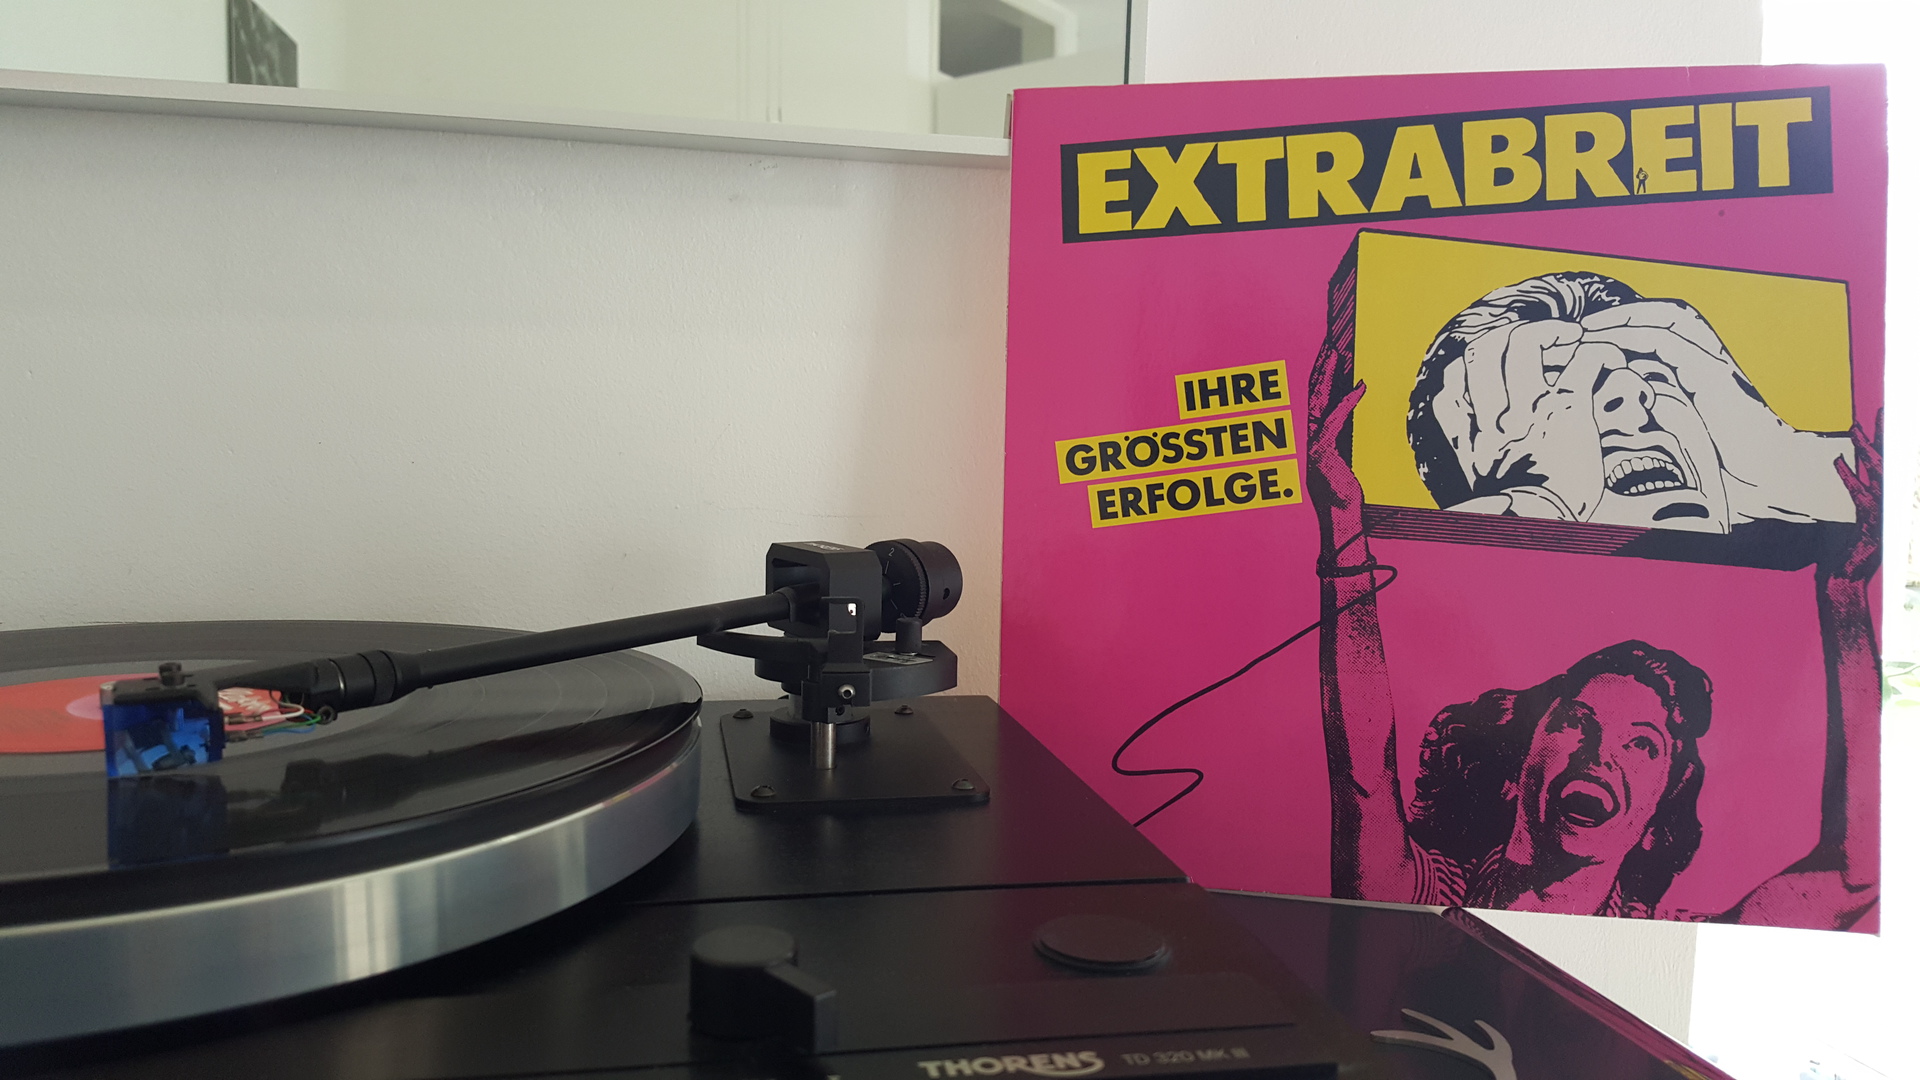 EXTRABREIT
IHRE
GRÖSSTEN
ERFOLGE.
THORENS TD 320 MK III